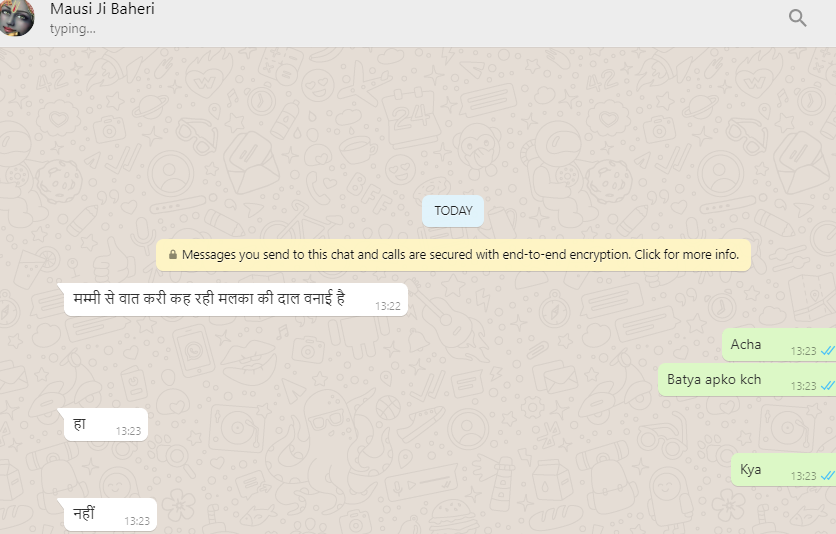 Mausi Ji Baheri
typing...
TODAY
Messages you send to this chat and calls are secured with end-to-end encryption. Click for more info.
मम्मी से वात करी कह रही मलका की दाल वनाई है
13:22
Acha
13:23
Batya apko kch
13:23
हा
13:23
Kya
13:23
नहीं
13:23